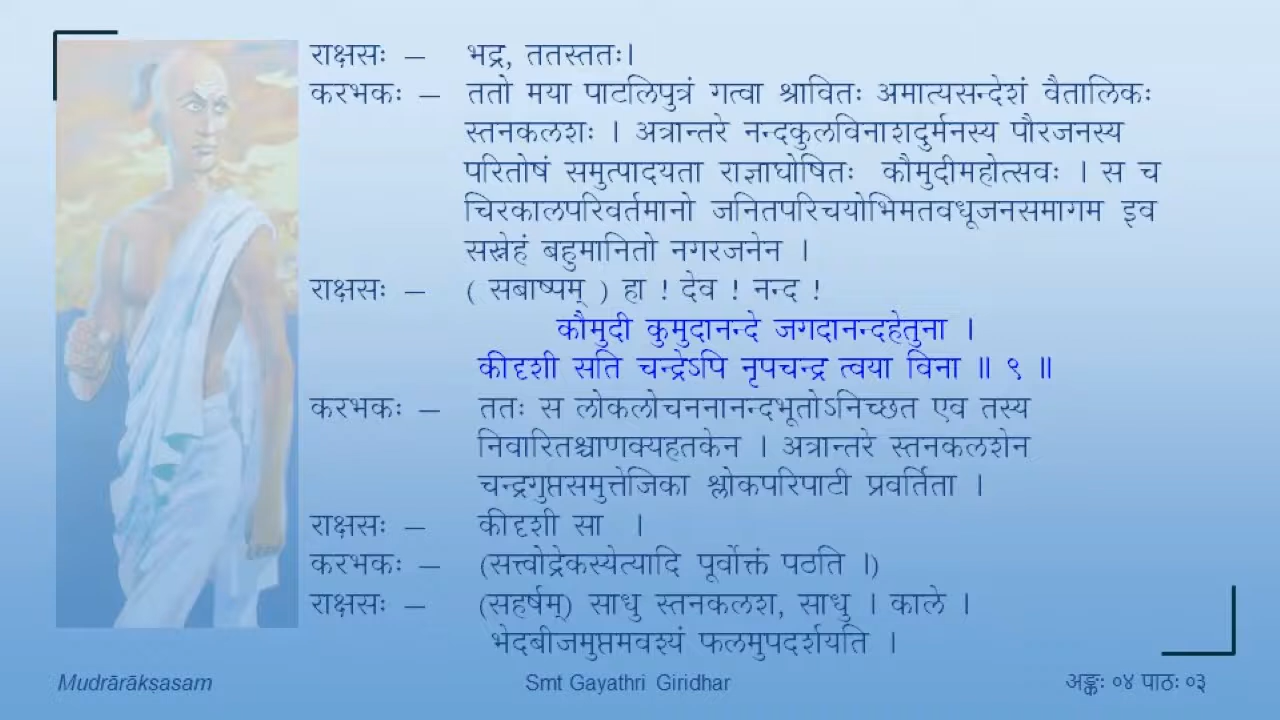 राक्षसः – भद्र, ततस्ततः।
करभकः – ततो मया पाटलिपुत्रं गत्वा श्रावितः अमात्यसन्देशं वैतालिकः
स्तनकलशः । अत्रान्तरे नन्दकुलविनाशदुर्मनस्य पौरजनस्य
परितोषं समुत्पादयता राज्ञाघोषितः कौमुदीमहोत्सवः । स च
चिरकालपरिवर्तमानो जनितपरिचयोभिमतवधूजनसमागम इव
सस्नेहं बहुमानितो नगरजनेन ।
राक्षसः – ( सबाष्पम् ) हा ! देव ! नन्द !
कौमुदी कुमुदानन्दे जगदानन्दहेतुना ।
कीदृशी सति चन्द्रेऽपि नृपचन्द्र त्वया विना ॥ ९ ॥
करभकः – ततः स लोकलोचननानन्दभूतोऽनिच्छत एव तस्य
निवारितश्चाणक्यहतकेन । अत्रान्तरे स्तनकलशेन
चन्द्रगुप्तसमुत्तेजिका श्लोकपरिपाटी प्रवर्तिता ।
राक्षसः – कीदृशी सा ।
करभकः – (सत्त्वोद्रेकस्येत्यादि पूर्वोक्तं पठति ।)
राक्षसः – (सहर्षम्) साधु स्तनकलश, साधु । काले ।
भेदबीजमुप्तमवश्यं फलमुपदर्शयति ।
Mudrārākṣasam Smt Gayathri Giridhar अङ्कः ०४ पाठः ०३